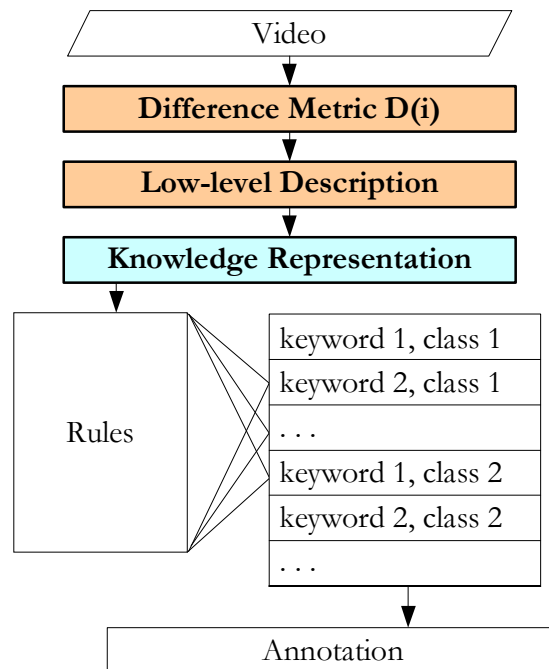 Video
Difference Metric D(i)
Low-level Description
Knowledge Representation
Rules
keyword 1, class 1
keyword 2, class 1
. . .
keyword 1, class 2
keyword 2, class 2
. . .
Annotation